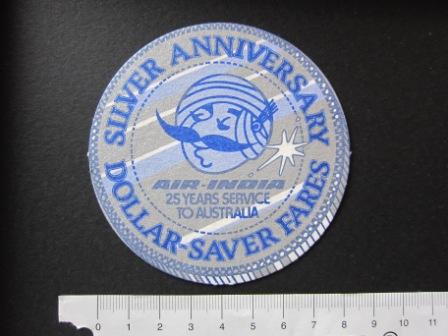 SILVER ANNIVERSARY
AIR-INDIA
25 YEARS SERVICE
TO AUSTRALIA
DOLLAR-SAVER FARES
0 1 2 3 4 5 6 7 8 9 10 11